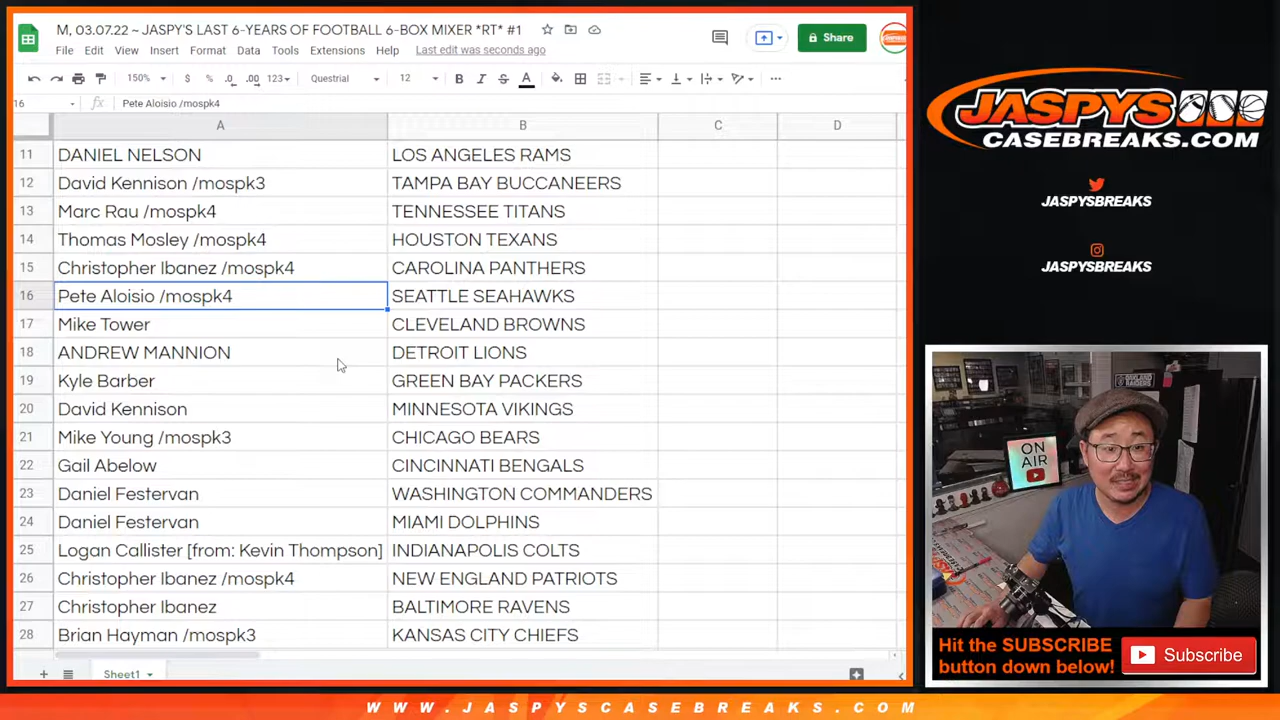 M, 03.07.22 ~ JASPY'S LAST 6-YEARS OF FOOTBALL 6-BOX MIXER *RT* #1
File Edit View Insert Format Data Tools Extensions Help Last edit was seconds ago
Share
150% $ % .0 .00 123 Questrial 12 B I S A
16 fx Pete Aloisio /mospk4
A B C D
11 DANIEL NELSON LOS ANGELES RAMS
12 David Kennison /mospk3 TAMPA BAY BUCCANEERS
13 Marc Rau /mospk4 TENNESSEE TITANS
14 Thomas Mosley /mospk4 HOUSTON TEXANS
15 Christopher Ibanez /mospk4 CAROLINA PANTHERS
16 Pete Aloisio /mospk4 SEATTLE SEAHAWKS
17 Mike Tower CLEVELAND BROWNS
18 ANDREW MANNION DETROIT LIONS
19 Kyle Barber GREEN BAY PACKERS
20 David Kennison MINNESOTA VIKINGS
21 Mike Young /mospk3 CHICAGO BEARS
22 Gail Abelow CINCINNATI BENGALS
23 Daniel Festervan WASHINGTON COMMANDERS
24 Daniel Festervan MIAMI DOLPHINS
25 Logan Callister [from: Kevin Thompson] INDIANAPOLIS COLTS
26 Christopher Ibanez /mospk4 NEW ENGLAND PATRIOTS
27 Christopher Ibanez BALTIMORE RAVENS
28 Brian Hayman /mospk3 KANSAS CITY CHIEFS
Sheet1
JASPYS
CASEBREAKS.COM
JASPYSBREAKS
JASPYSBREAKS
OAKLAND
RAIDERS
ON
AIR
Hit the SUBSCRIBE
button down below!
Subscribe
WWW.JASPYSCASEBREAKS.COM